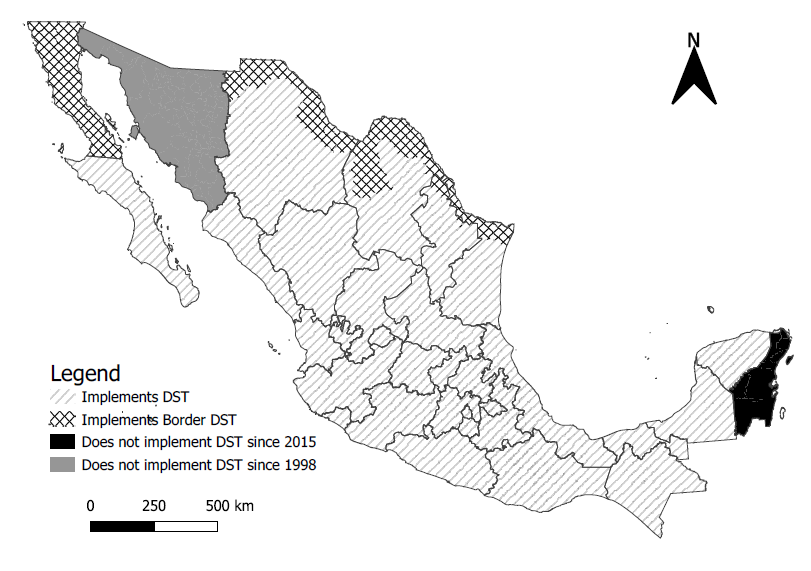 N
Legend
Implements DST
Implements Border DST
Does not implement DST since 2015
Does not implement DST since 1998
0 250 500 km